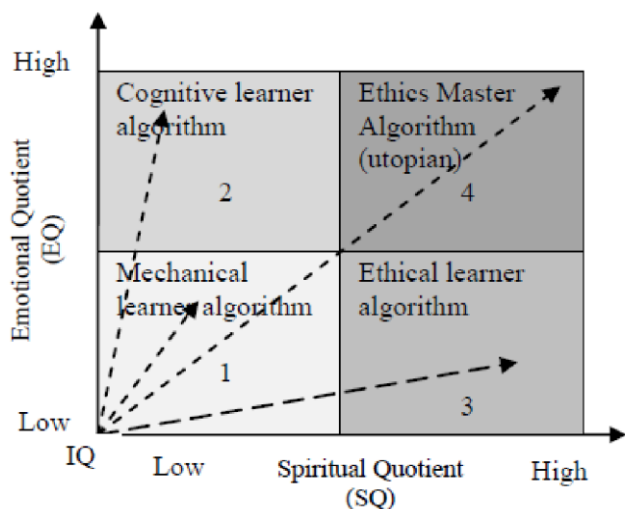 High
Cognitive learner
algorithm
2
Ethics Master
Algorithm
(utopian)
4
Emotional Quotient
(EQ)
Mechanical
learner algorithm
1
Ethical learner
algorithm
3
Low
IQ
Low
Spiritual Quotient
(SQ)
High